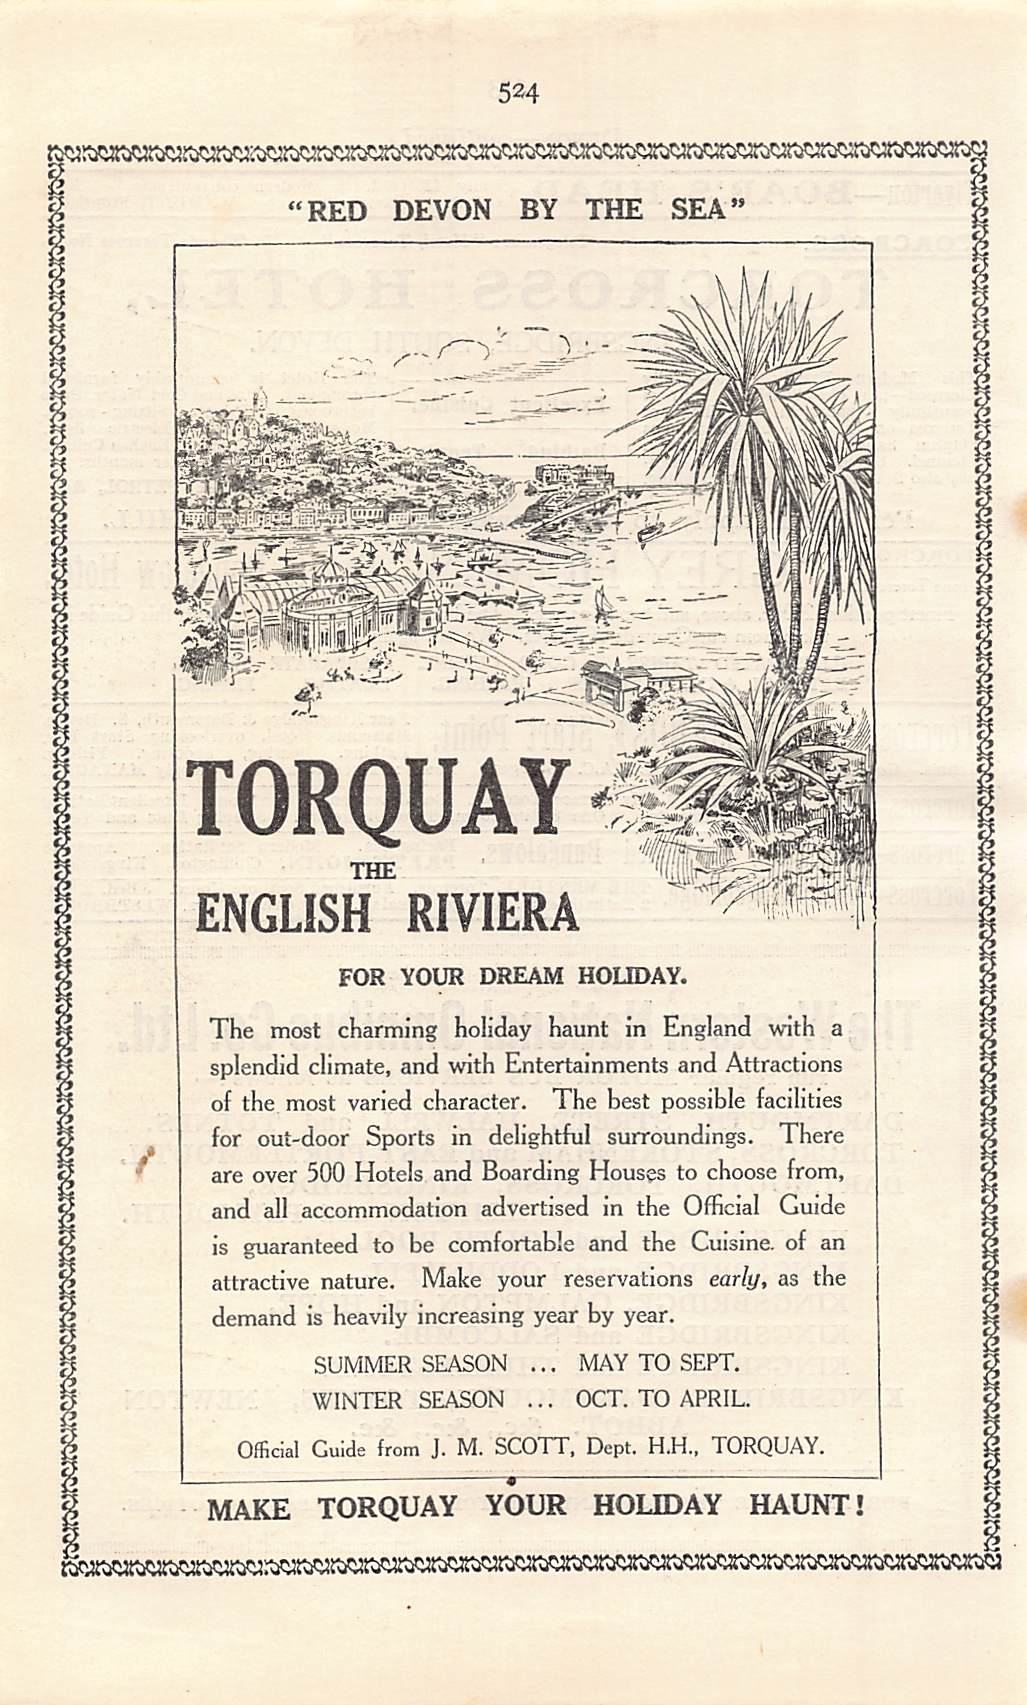 524
“RED DEVON BY THE SEA”
TORQUAY
THE
ENGLISH RIVIERA
FOR YOUR DREAM HOLIDAY.
The most charming holiday haunt in England with a
splendid climate, and with Entertainments and Attractions
of the most varied character. The best possible facilities
for out-door Sports in delightful surroundings. There
are over 500 Hotels and Boarding Houses to choose from,
and all accommodation advertised in the Official Guide
is guaranteed to be comfortable and the Cuisine. of an
attractive nature. Make your reservations early, as the
demand is heavily increasing year by year.
SUMMER SEASON ... MAY TO SEPT.
WINTER SEASON ... OCT. TO APRIL.
Official Guide from J. M. SCOTT, Dept. H.H., TORQUAY.
MAKE TORQUAY YOUR HOLIDAY HAUNT!